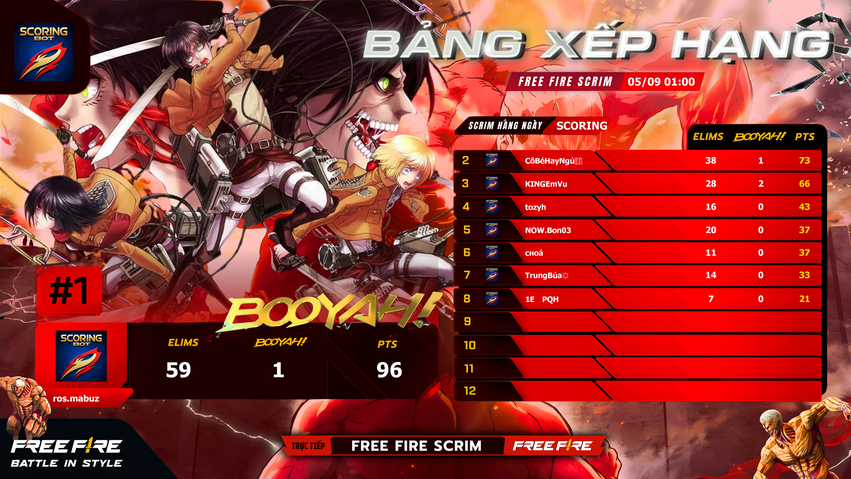 SCORING
BOT
BẢNG XẾP HẠNG
FREE FIRE SCRIM 05/09 01:00
SCRIM HÀNG NGÀY SCORING
ELIMS BOOYAH! PTS
2 CôBéHayNgủ 38 1 73
3 KINGEmVu 28 2 66
4 tozyh 16 0 43
5 NOW.Bon03 20 0 37
6 cнoá 11 0 37
7 TrungBúa☼ 14 0 33
8 1E PQH 7 0 21
9
10
11
12
#1
BOOYAH!
SCORING
BOT
ELIMS BOOYAH! PTS
59 1 96
ros.mabuz
FREE FIRE
BATTLE IN STYLE
TRỰC TIẾP FREE FIRE SCRIM FREE FIRE